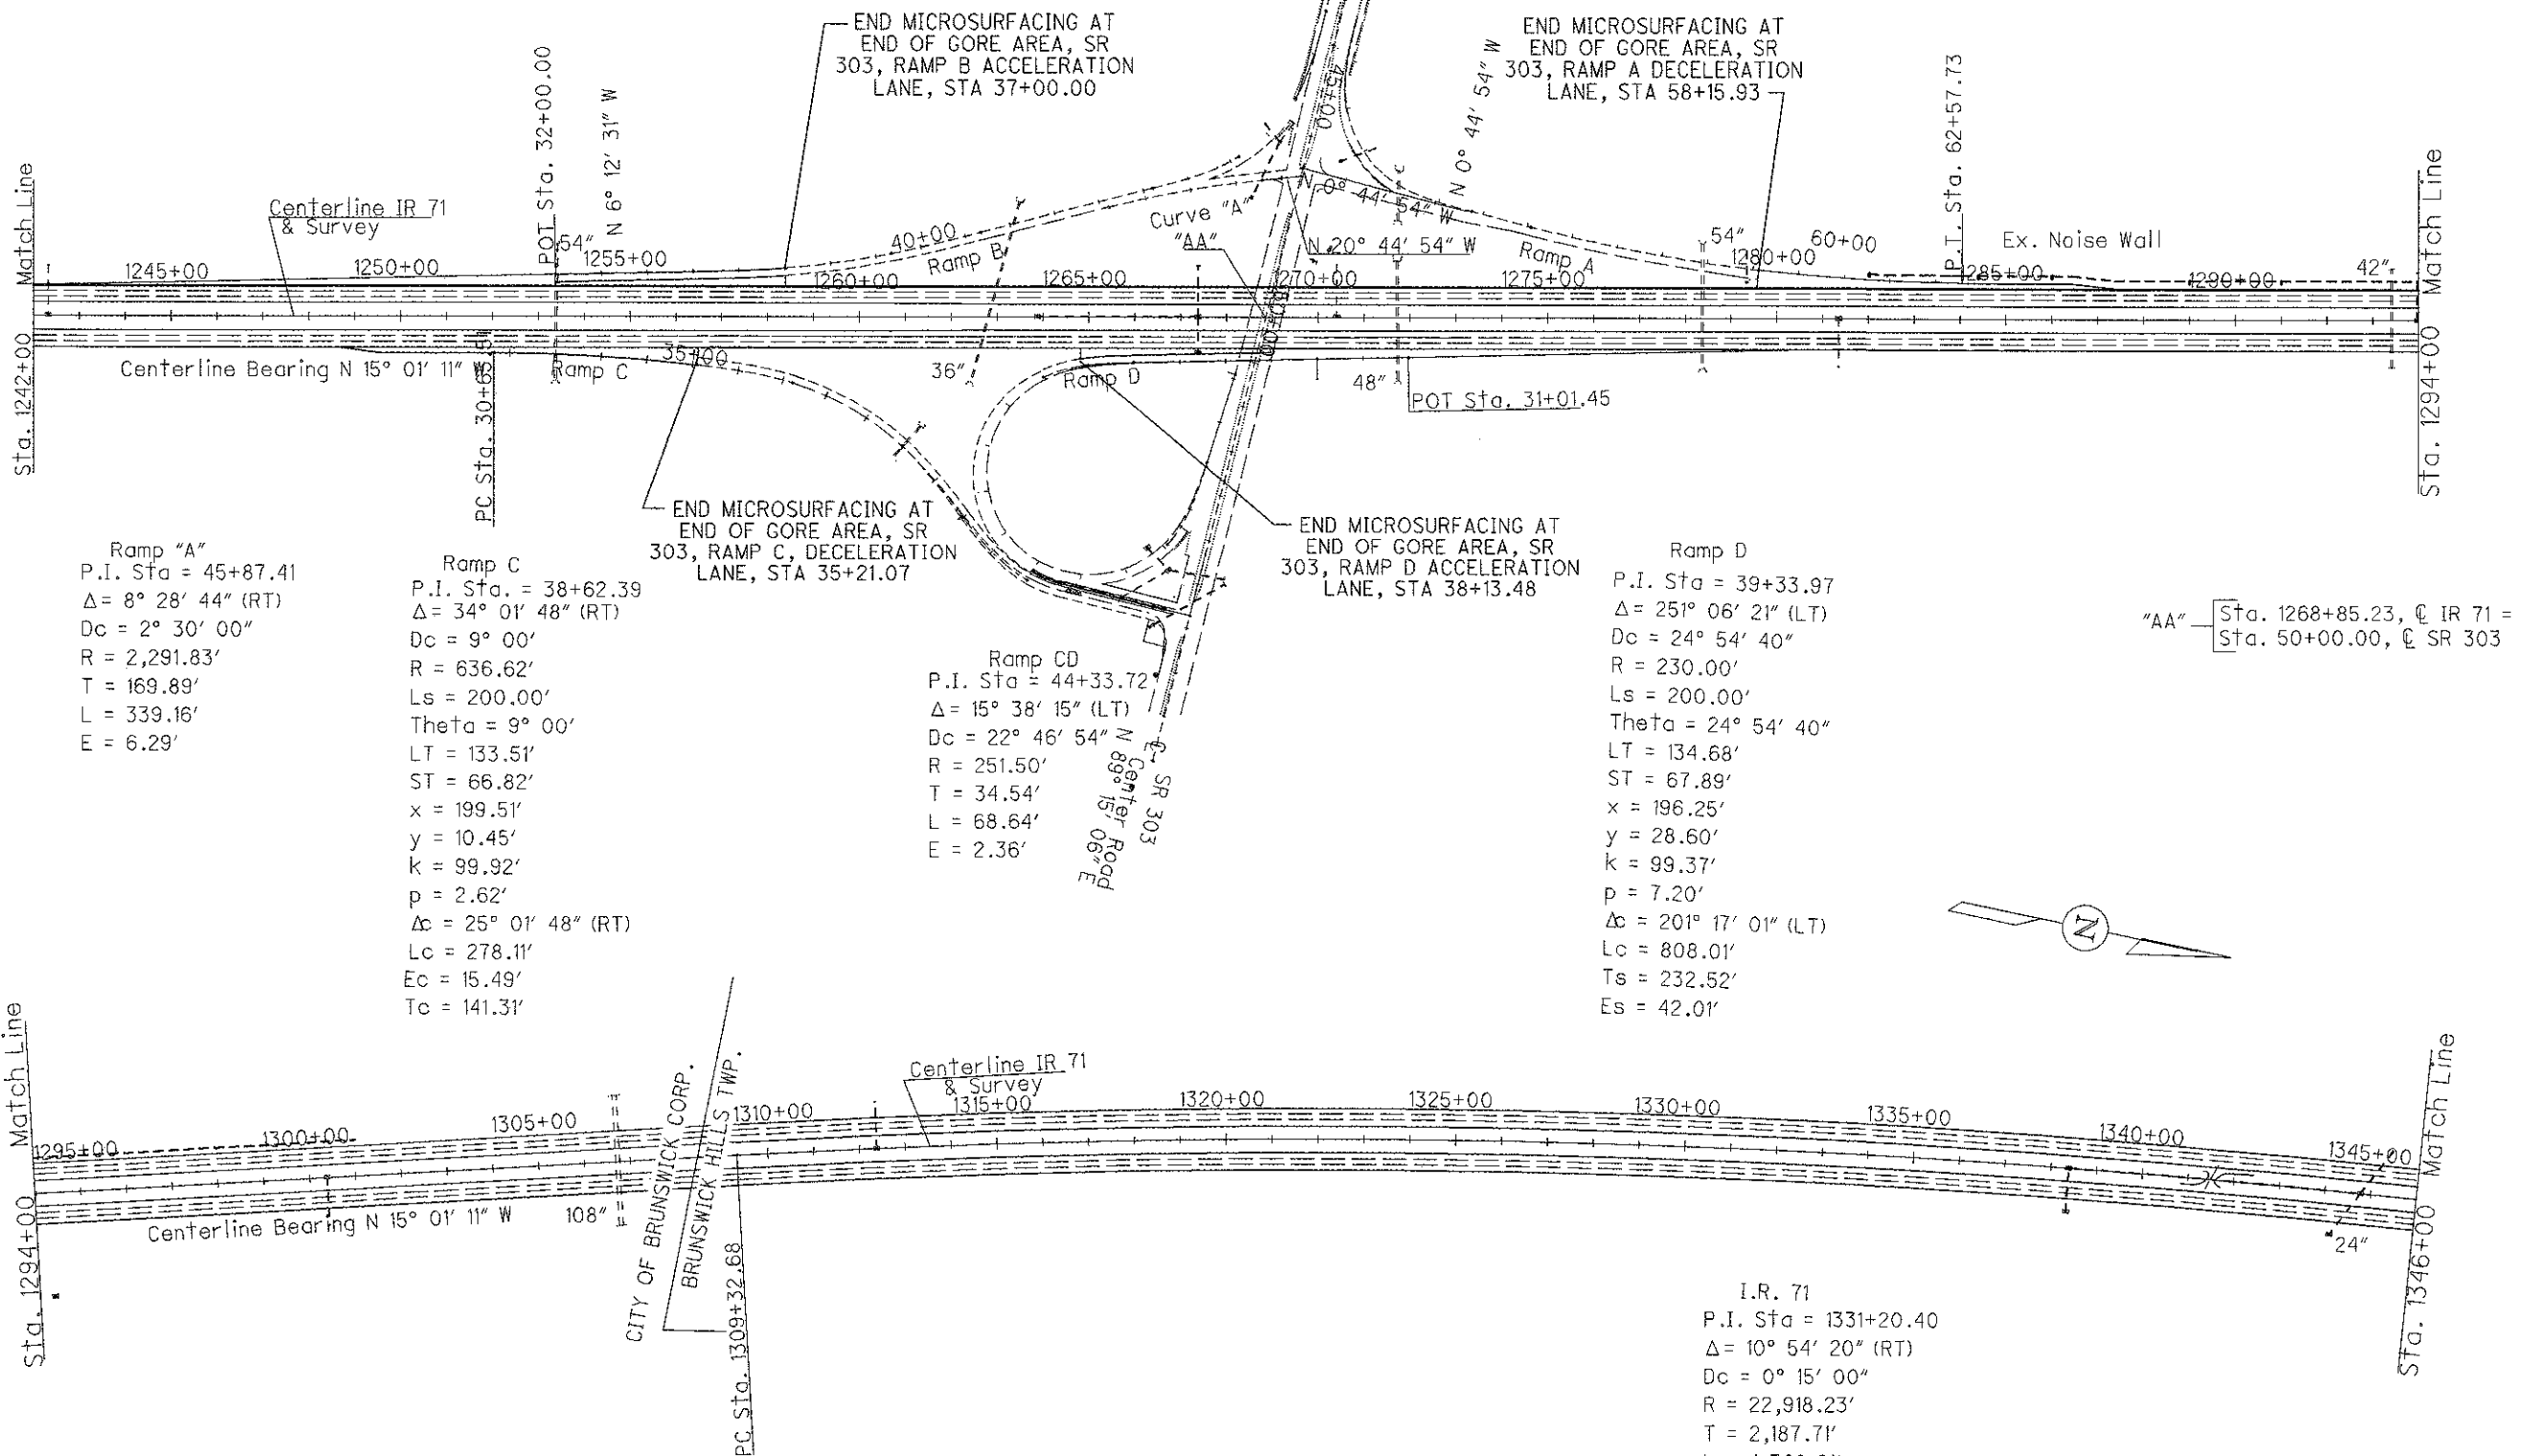 END MICROSURFACING AT
END OF GORE AREA, SR
303, RAMP B ACCELERATION
LANE, STA 37+00.00
END MICROSURFACING AT
END OF GORE AREA, SR
303, RAMP A DECELERATION
LANE, STA 58+15.93
Match Line
Sta. 1242+00
Centerline IR 71
& Survey
POT Sta. 32+00.00
N 6° 12' 31" W
54"
1245+00
1250+00
1255+00
1260+00
1265+00
1270+00
1275+00
1280+00
1285+00
1290+00
40+00
Ramp B
Curve "A"
"AA"
N 20° 44' 54" W
N 0° 44' 54" W
N 0° 44' 54" W
55+00
50+00
Ramp A
54"
60+00
P.I. Sta. 62+57.73
Ex. Noise Wall
42"
Match Line
Sta. 1294+00
Centerline Bearing N 15° 01' 11" W
PC Sta. 30+65.51
Ramp C
35+00
36"
Ramp D
48"
POT Sta. 31+01.45
END MICROSURFACING AT
END OF GORE AREA, SR
303, RAMP C, DECELERATION
LANE, STA 35+21.07
END MICROSURFACING AT
END OF GORE AREA, SR
303, RAMP D ACCELERATION
LANE, STA 38+13.48
Ramp "A"
P.I. Sta = 45+87.41
Δ= 8° 28' 44" (RT)
Dc = 2° 30' 00"
R = 2,291.83'
T = 169.89'
L = 339.16'
E = 6.29'
Ramp C
P.I. Sta. = 38+62.39
Δ= 34° 01' 48" (RT)
Dc = 9° 00'
R = 636.62'
Ls = 200.00'
Theta = 9° 00'
LT = 133.51'
ST = 66.82'
x = 199.51'
y = 10.45'
k = 99.92'
p = 2.62'
Δc = 25° 01' 48" (RT)
Lc = 278.11'
Ec = 15.49'
Tc = 141.31'
Ramp CD
P.I. Sta = 44+33.72
Δ= 15° 38' 15" (LT)
Dc = 22° 46' 54"
R = 251.50'
T = 34.54'
L = 68.64'
E = 2.36'
℄ SR 303
Center Road
N 89° 15' 06" E
Ramp D
P.I. Sta = 39+33.97
Δ= 251° 06' 21" (LT)
Dc = 24° 54' 40"
R = 230.00'
Ls = 200.00'
Theta = 24° 54' 40"
LT = 134.68'
ST = 67.89'
x = 196.25'
y = 28.60'
k = 99.37'
p = 7.20'
Δc = 201° 17' 01" (LT)
Lc = 808.01'
Ts = 232.52'
Es = 42.01'
"AA"
Sta. 1268+85.23, ℄ IR 71 =
Sta. 50+00.00, ℄ SR 303
N
Match Line
Sta. 1294+00
1295+00
1300+00
1305+00
1310+00
1315+00
1320+00
1325+00
1330+00
1335+00
1340+00
1345+00
Centerline IR 71
& Survey
Centerline Bearing N 15° 01' 11" W
108"
CITY OF BRUNSWICK CORP.
BRUNSWICK HILLS TWP.
PC Sta. 1309+32.68
24"
Match Line
Sta. 1346+00
I.R. 71
P.I. Sta = 1331+20.40
Δ= 10° 54' 20" (RT)
Dc = 0° 15' 00"
R = 22,918.23'
T = 2,187.71'